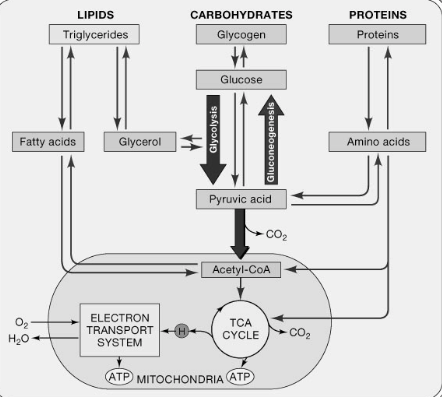 LIPIDS
CARBOHYDRATES
PROTEINS
Triglycerides
Glycogen
Proteins
Glucose
Glycolysis
Gluconeogenesis
Fatty acids
Glycerol
Amino acids
Pyruvic acid
CO2
Acetyl-CoA
O2
H2O
ELECTRON
TRANSPORT
SYSTEM
H
TCA
CYCLE
CO2
ATP
MITOCHONDRIA
ATP